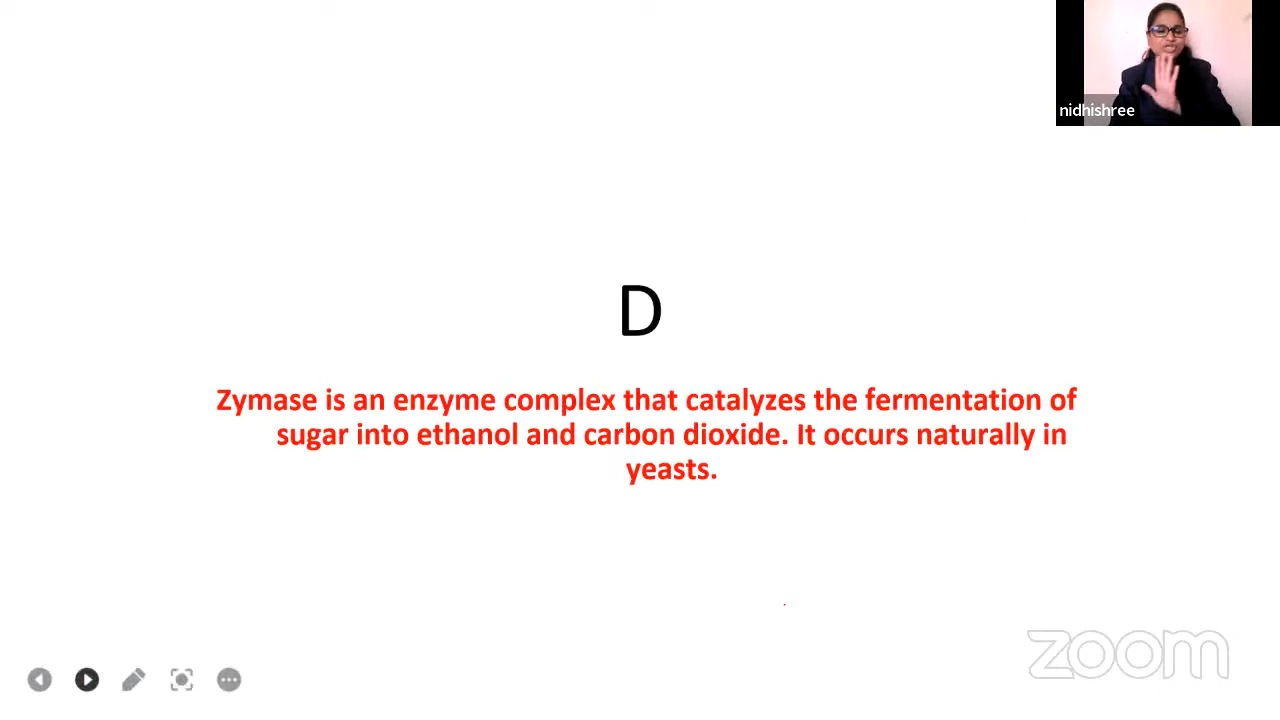 nidhishree
D
Zymase is an enzyme complex that catalyzes the fermentation of
sugar into ethanol and carbon dioxide. It occurs naturally in
yeasts.
zoom